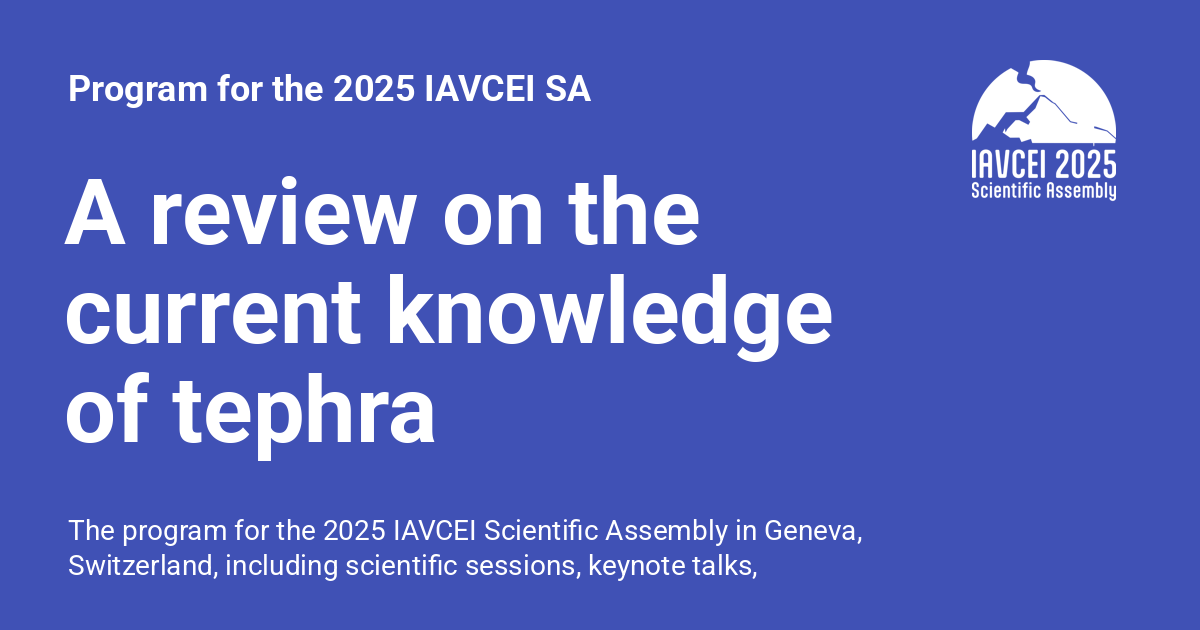 Program for the 2025 IAVCEI SA
IAVCEI 2025
Scientific Assembly
A review on the
current knowledge
of tephra
The program for the 2025 IAVCEI Scientific Assembly in Geneva,
Switzerland, including scientific sessions, keynote talks,